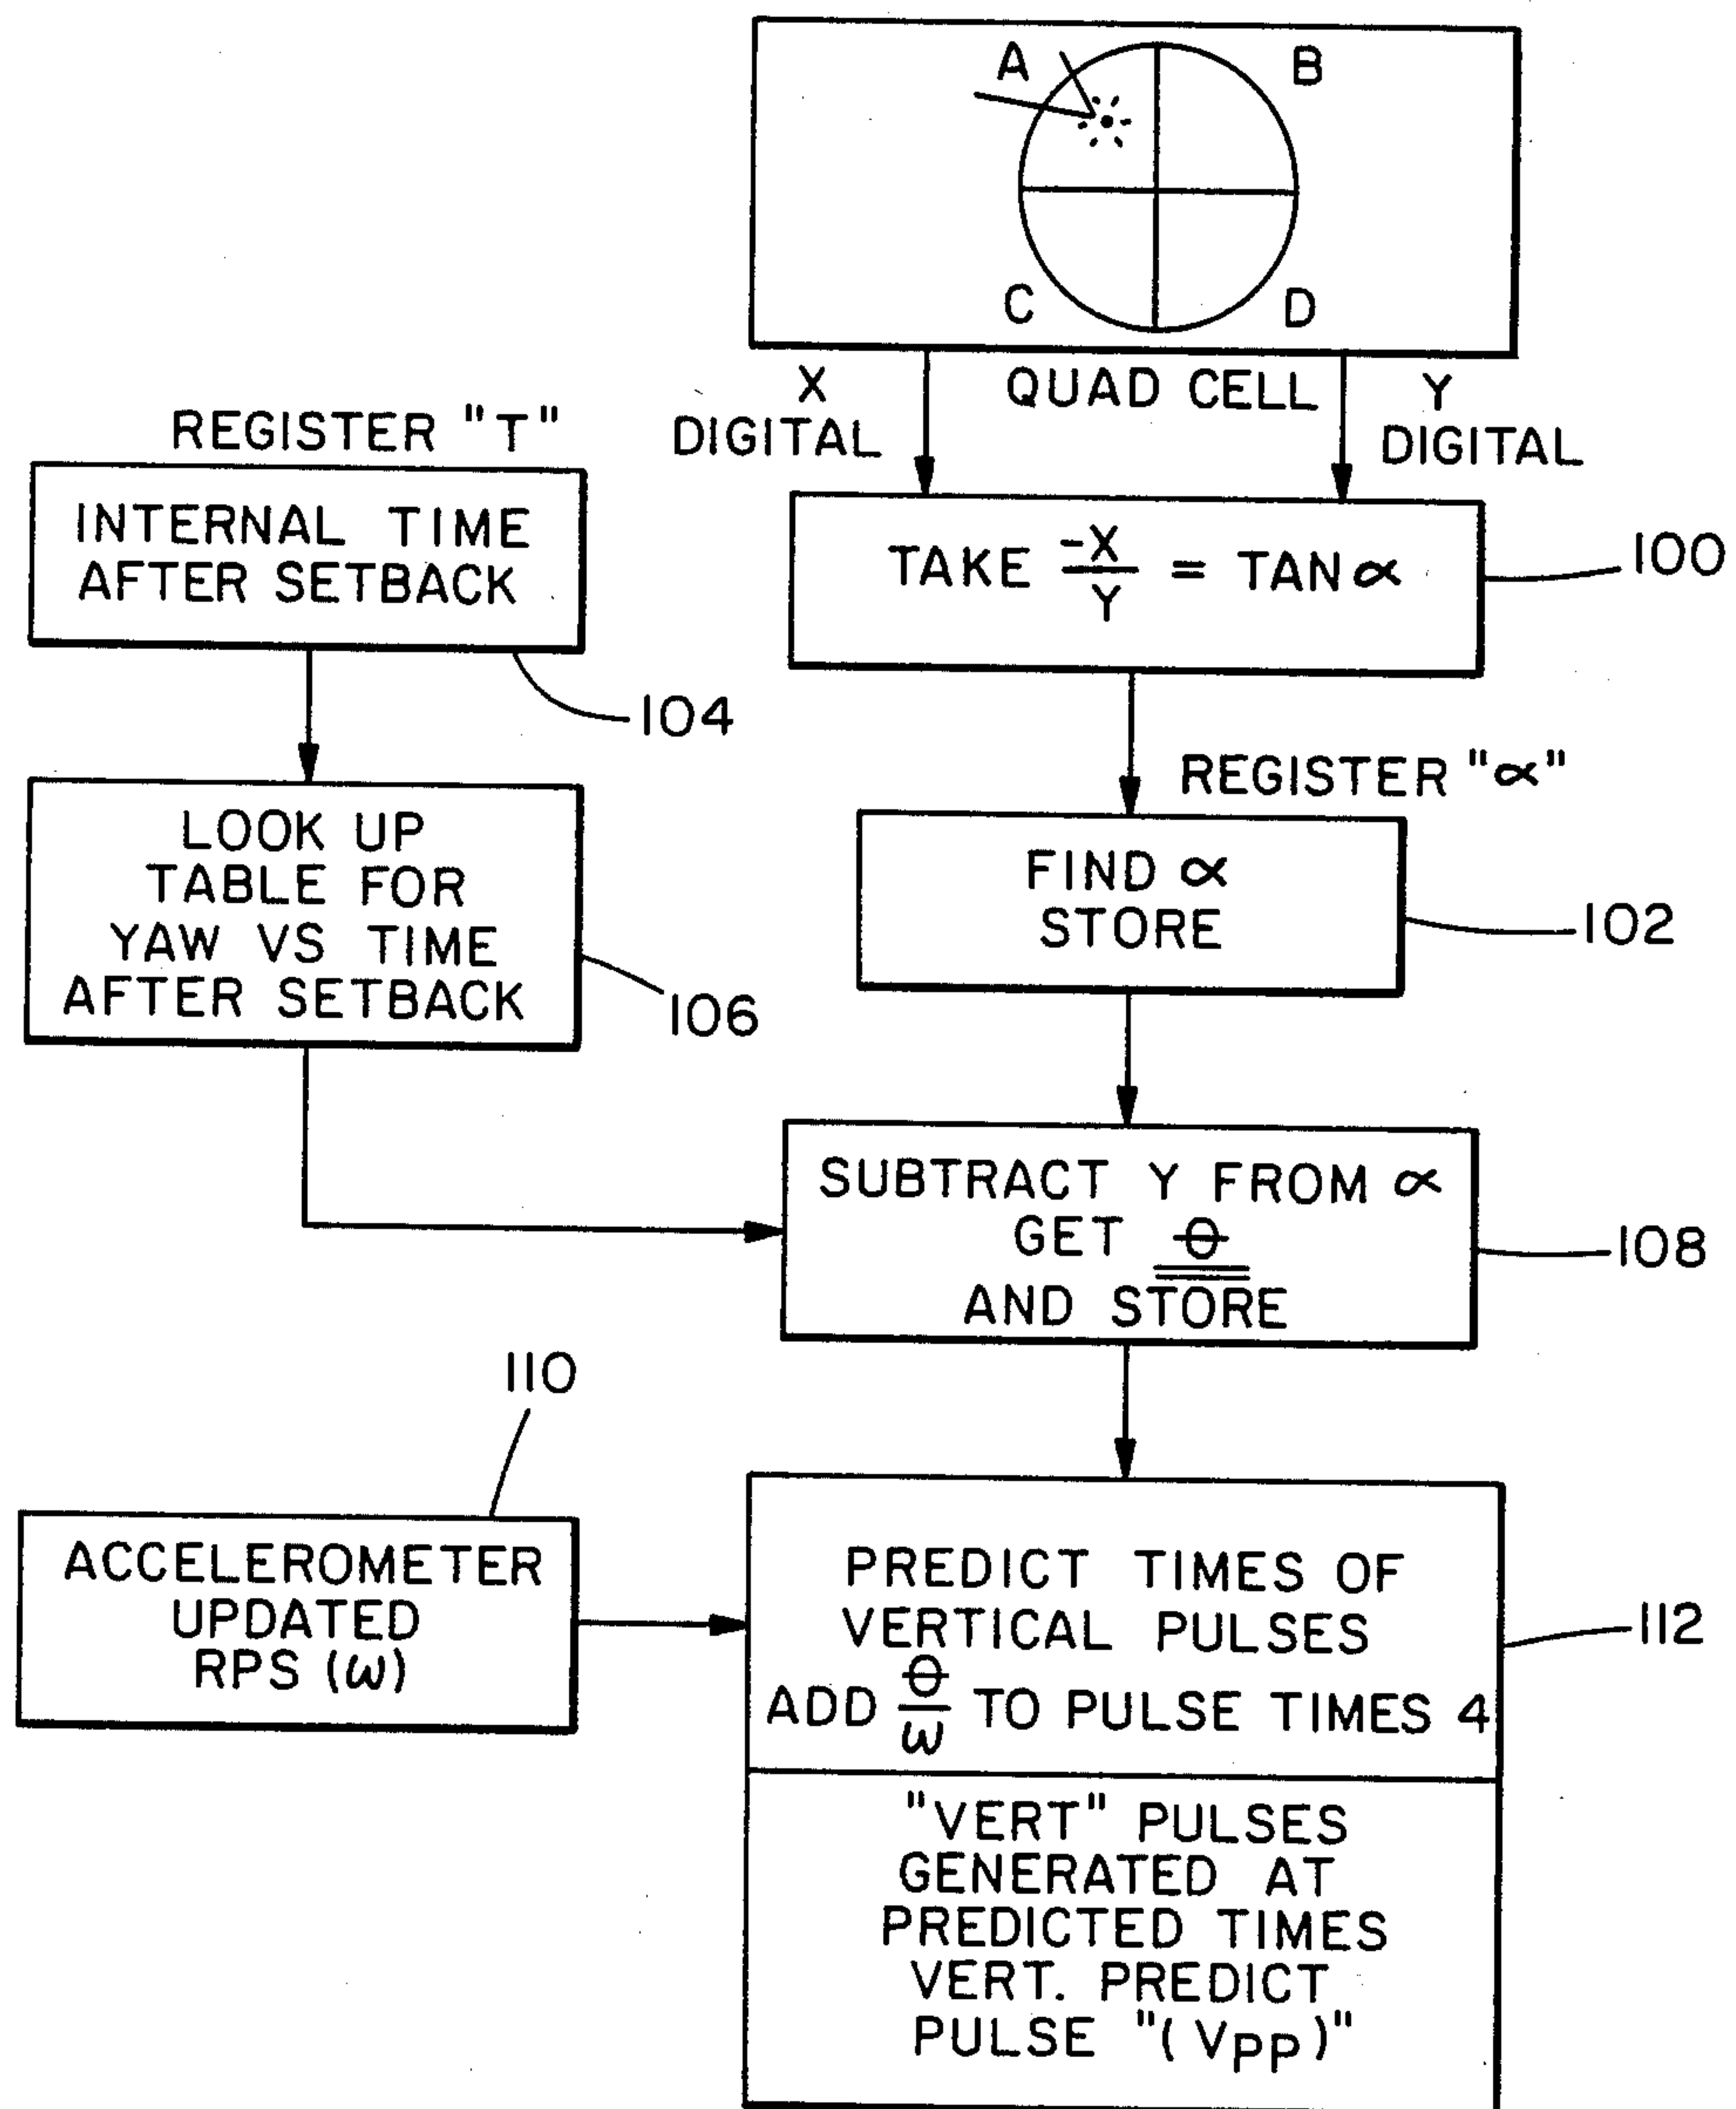 A
B
C
D
X
DIGITAL
QUAD CELL
Y
DIGITAL
REGISTER "T"
INTERNAL TIME
AFTER SETBACK
104
TAKE -X/Y = TAN α
100
LOOK UP
TABLE FOR
YAW VS TIME
AFTER SETBACK
106
REGISTER "α"
FIND α
STORE
102
SUBTRACT Y FROM α
GET θ
AND STORE
108
110
ACCELEROMETER
UPDATED
RPS (ω)
PREDICT TIMES OF
VERTICAL PULSES
ADD θ/ω TO PULSE TIMES 4
112
"VERT" PULSES
GENERATED AT
PREDICTED TIMES
VERT. PREDICT
PULSE "(VPP)"